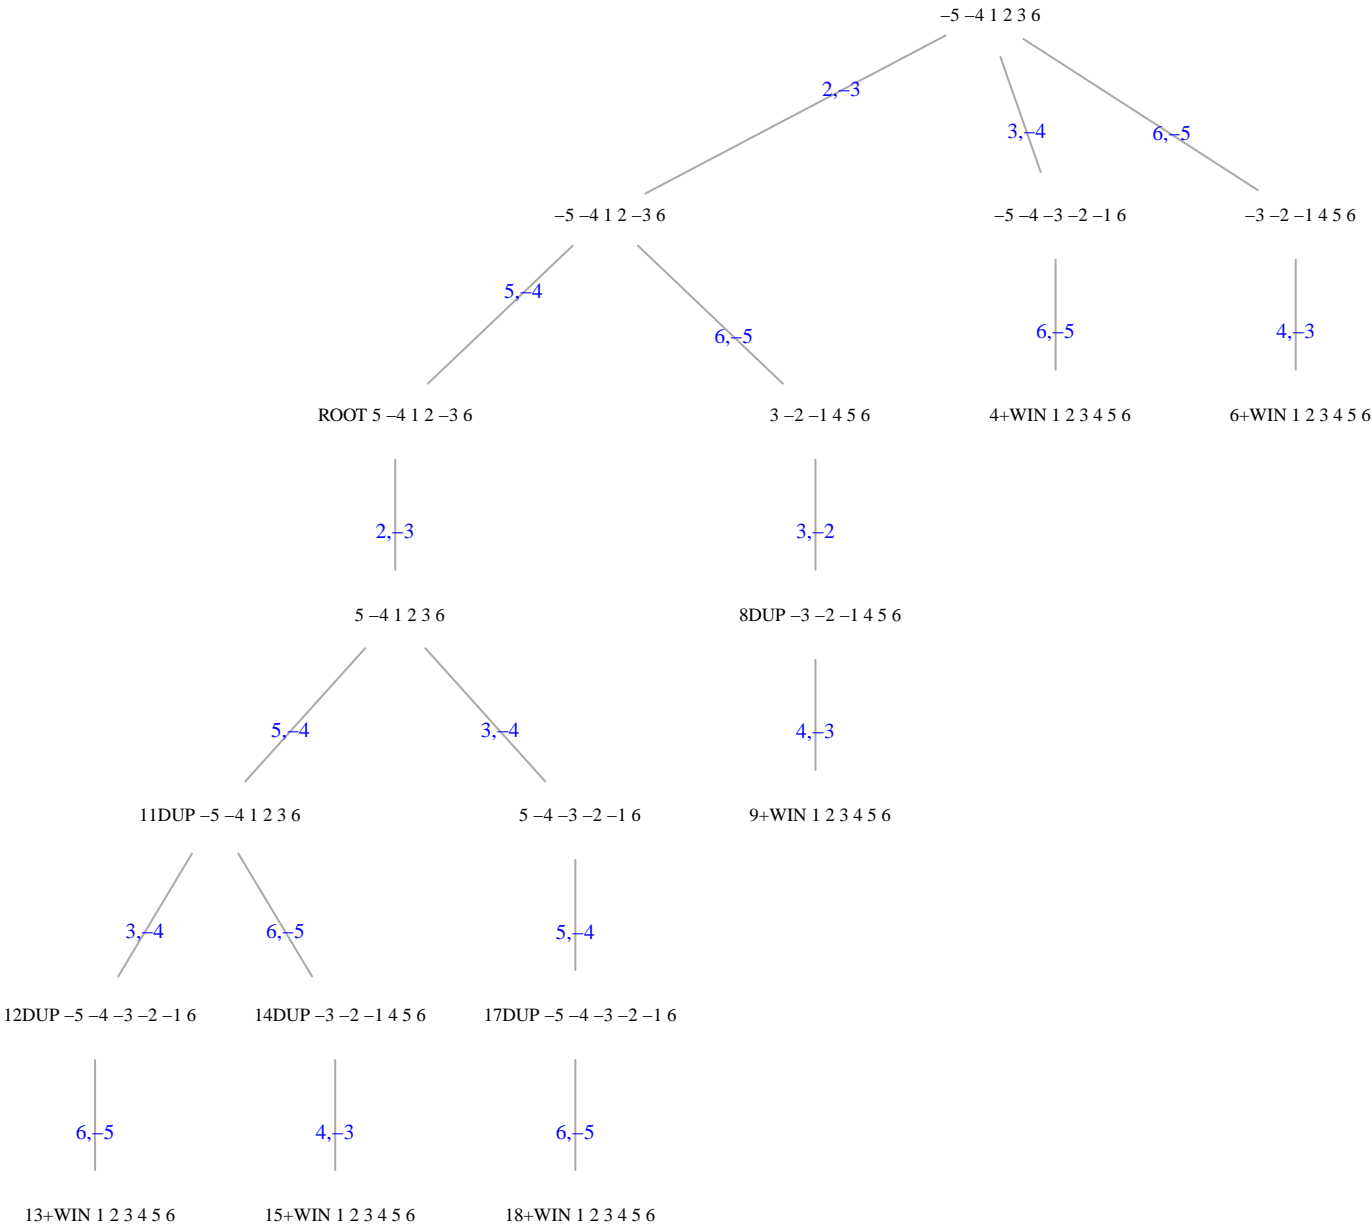 –5 –4 1 2 3 6
2,–3
3,–4
6,–5
–5 –4 1 2 –3 6
–5 –4 –3 –2 –1 6
–3 –2 –1 4 5 6
5,–4
6,–5
6,–5
4,–3
ROOT 5 –4 1 2 –3 6
3 –2 –1 4 5 6
4+WIN 1 2 3 4 5 6
6+WIN 1 2 3 4 5 6
2,–3
3,–2
5 –4 1 2 3 6
8DUP –3 –2 –1 4 5 6
5,–4
3,–4
4,–3
11DUP –5 –4 1 2 3 6
5 –4 –3 –2 –1 6
9+WIN 1 2 3 4 5 6
3,–4
6,–5
5,–4
12DUP –5 –4 –3 –2 –1 6
14DUP –3 –2 –1 4 5 6
17DUP –5 –4 –3 –2 –1 6
6,–5
4,–3
6,–5
13+WIN 1 2 3 4 5 6
15+WIN 1 2 3 4 5 6
18+WIN 1 2 3 4 5 6